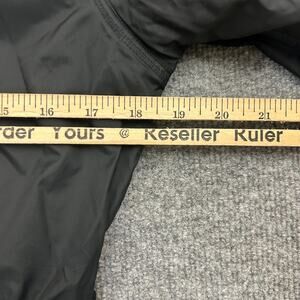 15 16 17 18 19 20 21
rder Yours @ Reseller Ruler